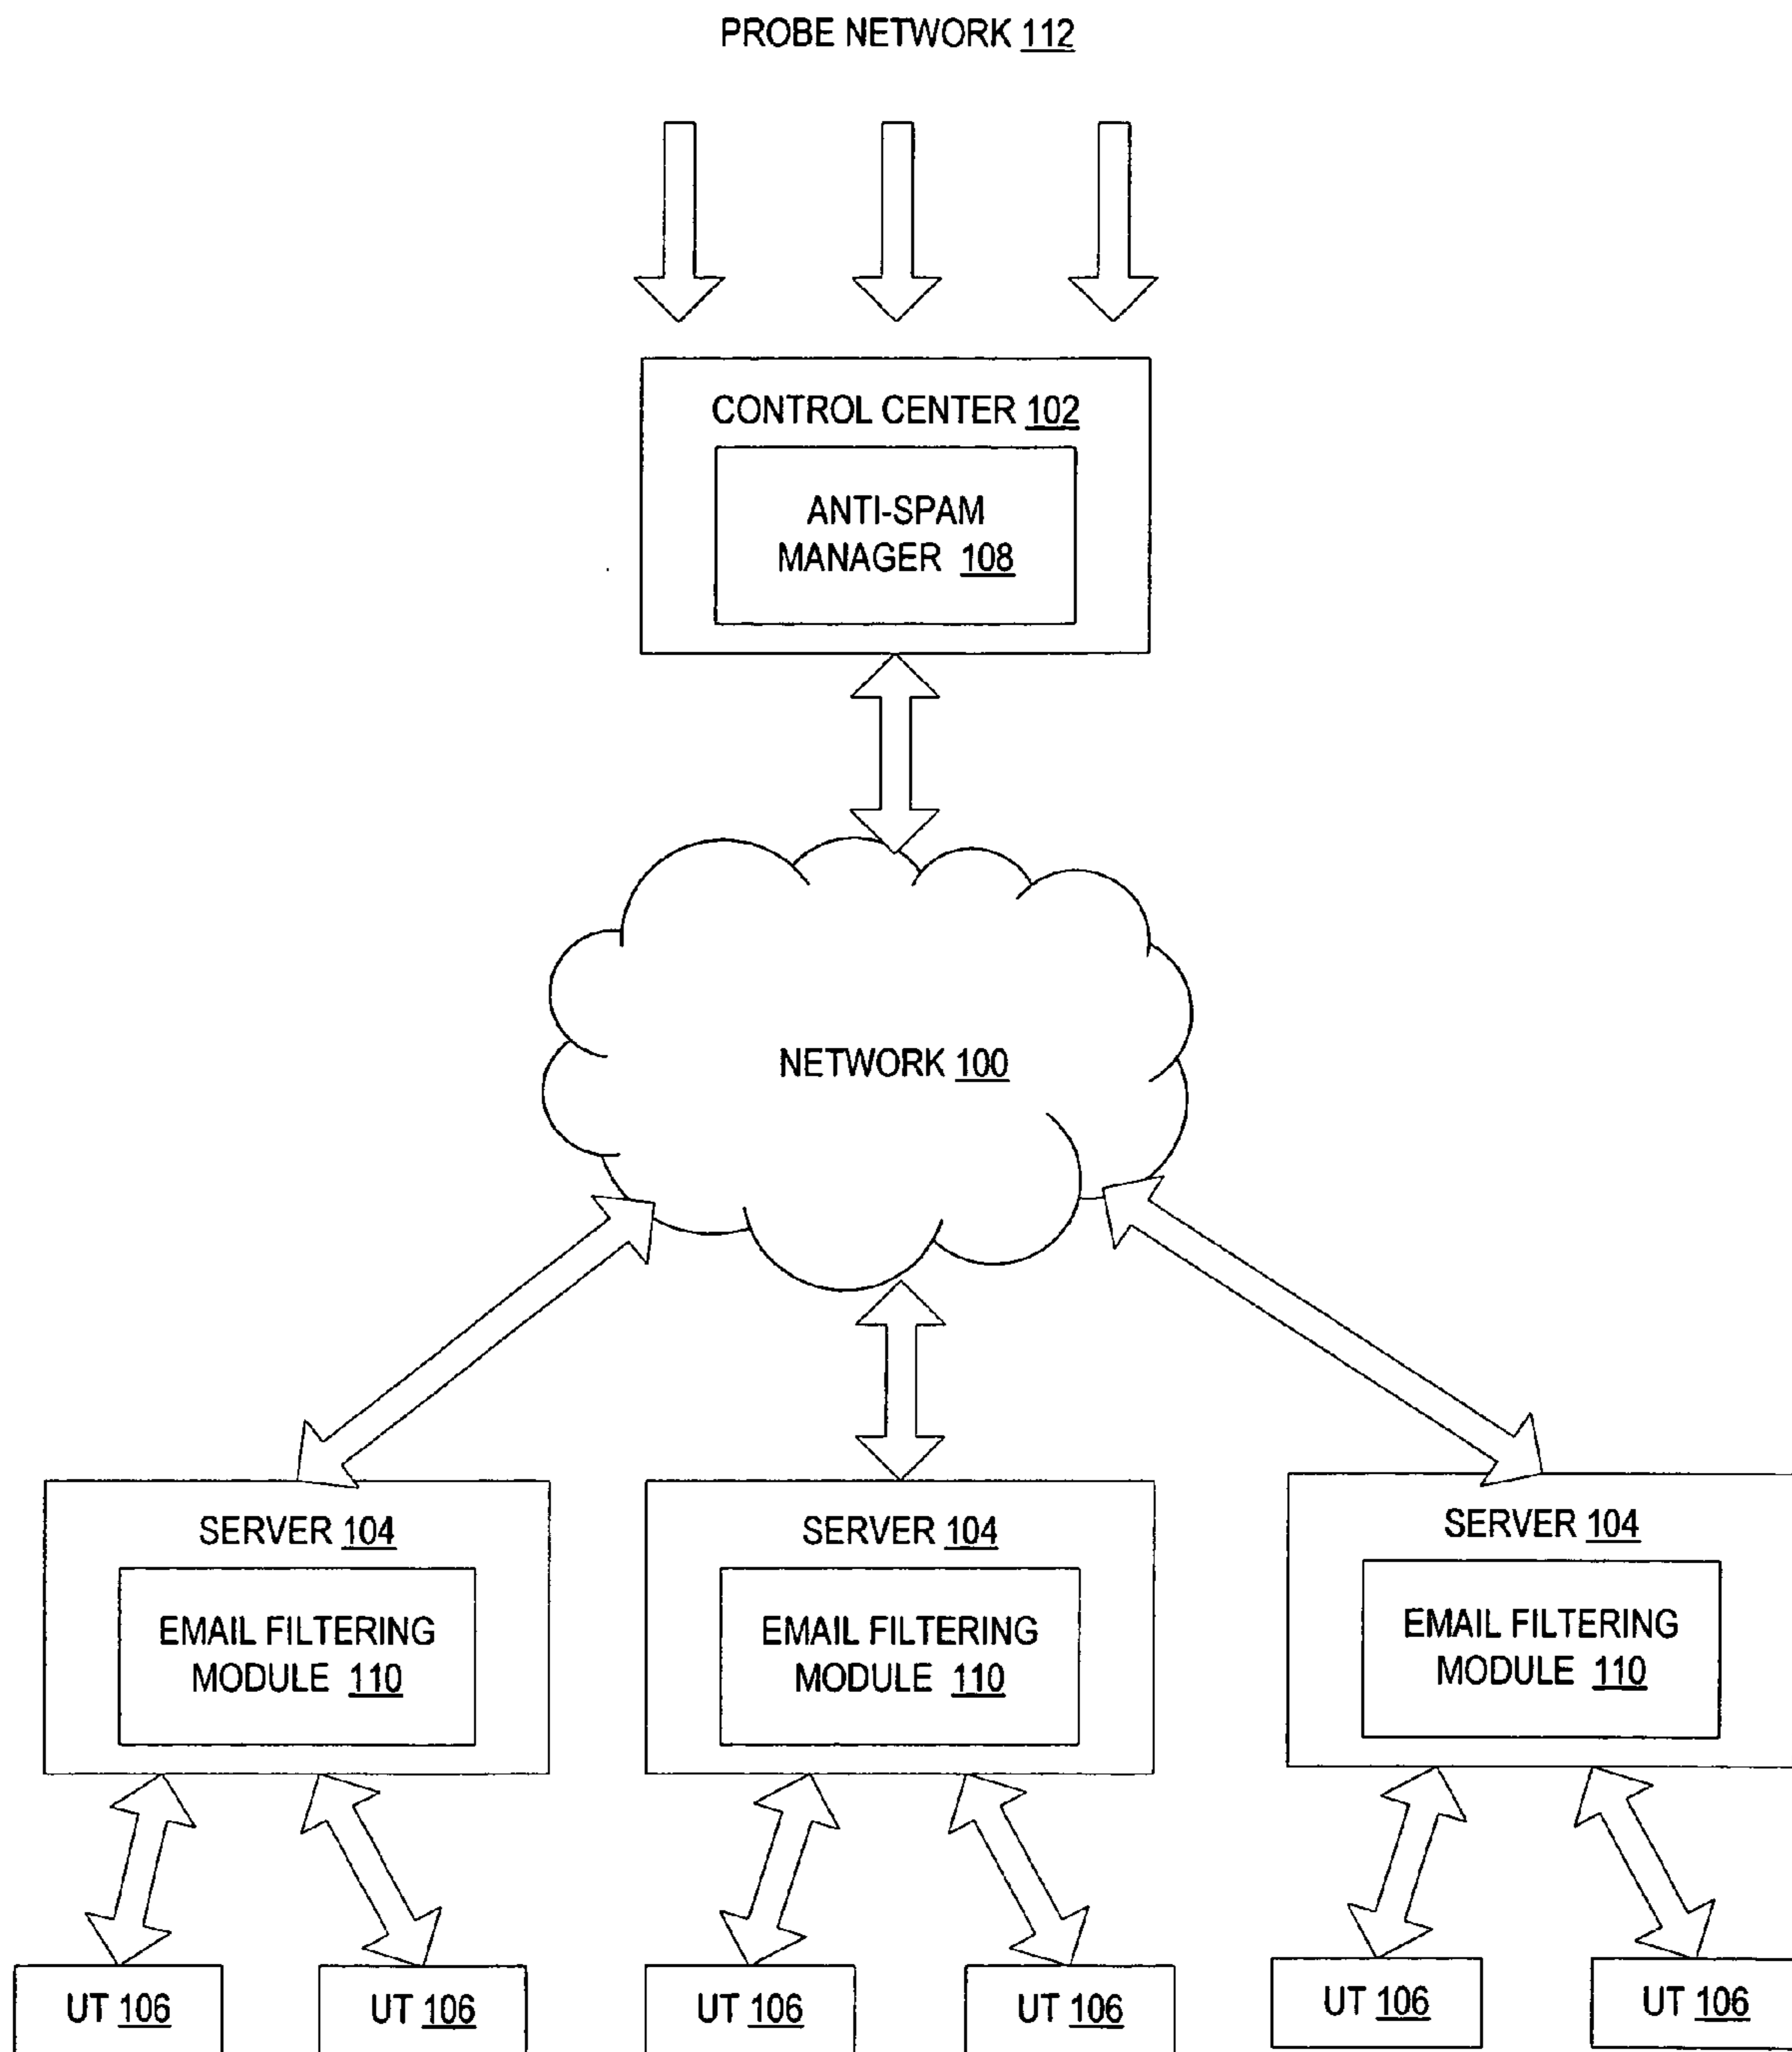 PROBE NETWORK 112
CONTROL CENTER 102
ANTI-SPAM
MANAGER 108
NETWORK 100
SERVER 104
EMAIL FILTERING
MODULE 110
SERVER 104
EMAIL FILTERING
MODULE 110
SERVER 104
EMAIL FILTERING
MODULE 110
UT 106
UT 106
UT 106
UT 106
UT 106
UT 106